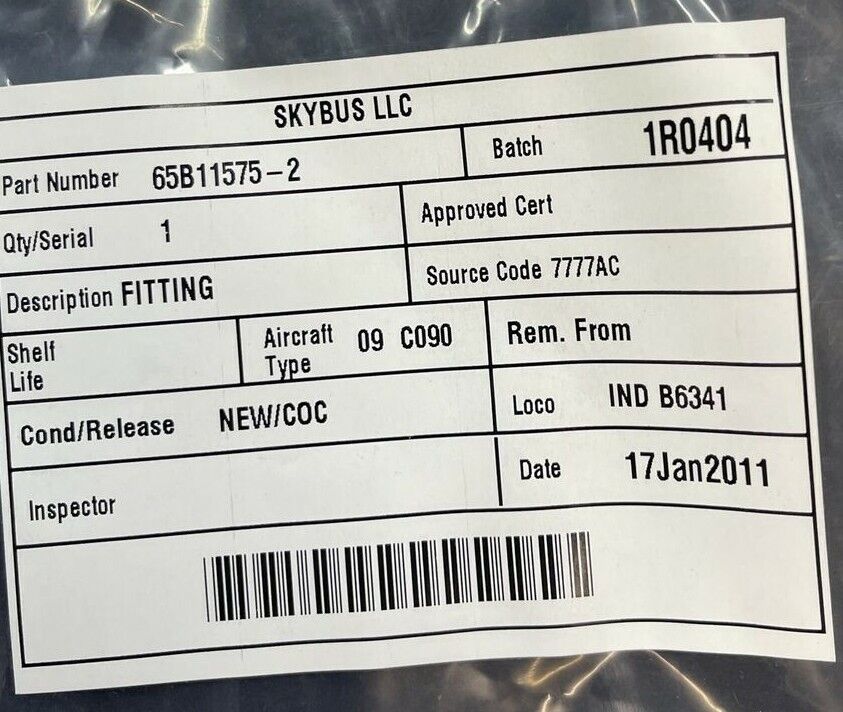 SKYBUS LLC
Part Number 65B11575-2 Batch 1R0404
Qty/Serial 1 Approved Cert
Description FITTING Source Code 7777AC
Shelf Life Aircraft Type 09 C090 Rem. From
Cond/Release NEW/COC Loco IND B6341
Inspector Date 17Jan2011